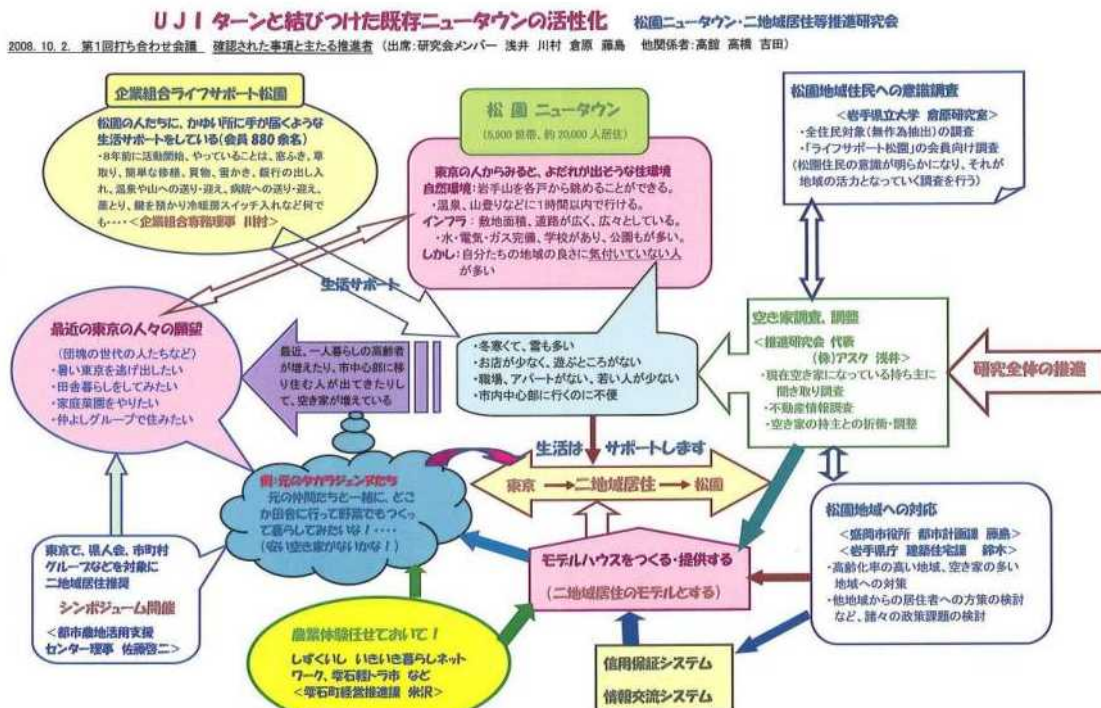 UJIターンと結びつけた既存ニュータウンの活性化 松園ニュータウン・二地域居住等推進研究会
2008.10.2. 第1回打ち合わせ会議 確認された事項と主たる推進者 (出席:研究会メンバー 浅井 川村 倉原 藤島 他関係者:高舘 高橋 吉田)
企業組合ライフサポート松園
松園の人たちに、かゆい所に手が届くような
生活サポートをしている(会員880余名)
・8年前に活動開始、やっていることは、窓ふき、草
取り、簡単な修繕、買物、雪かき、銀行の出し入
れ、温泉や山への送り・迎え、病院への送り・迎え、
薬とり、鍵を預かり冷暖房スイッチ入れなど何で
も・・・・<企業組合専務理事 川村>
松園 ニュータウン
(5,900世帯、約20,000人居住)
東京の人からみると、よだれが出そうな住環境
自然環境:岩手山を各戸から眺めることができる。
・温泉、山登りなどに1時間以内で行ける。
インフラ:敷地面積、道路が広く、広々としている。
・水・電気・ガス完備、学校があり、公園もが多い。
しかし:自分たちの地域の良さに気付いていない人
が多い
松園地域住民への意識調査
<岩手県立大学 倉原研究室>
・全住民対象(無作為抽出)の調査
・「ライフサポート松園」の会員向け調査
(松園住民の意識が明らかになり、それが
地域の活力となっていく調査を行う)
生活サポート
最近の東京の人々の願望
(団塊の世代の人たちなど)
・暑い東京を逃げ出したい
・田舎暮らしをしてみたい
・家庭菜園をやりたい
・仲よしグループで住みたい
最近、一人暮らしの高齢者
が増えたり、市中心部に移
り住む人が出てきたりし
て、空き家が増えている
・冬寒くて、雪も多い
・お店が少なく、遊ぶところがない
・職場、アパートがない、若い人が少ない
・市内中心部に行くのに不便
空き家調査、調整
<推進研究会 代表
(株)アスク 浅井>
・現在空き家になっている持ち主に
聞き取り調査
・不動産情報調査
・空き家の持主との折衝・調整
研究全体の推進
生活は サポートします
東京 二地域居住 松園
例:元のタカラジェンヌたち
元の仲間たちと一緒に、どこ
か田舎に行って野菜でもつくっ
て暮らしてみたいな!・・・・
(安い空き家がないかな!)
モデルハウスをつくる・提供する
(二地域居住のモデルとする)
松園地域への対応
<盛岡市役所 都市計画課 藤島>
<岩手県庁 建築住宅課 鈴木>
・高齢化率の高い地域、空き家の多い
地域への対策
・他地域からの居住者への方策の検討
など、諸々の政策課題の検討
東京で、県人会、市町村
グループなどを対象に
二地域居住推奨
シンポジューム開催
<都市農地活用支援
センター理事 佐藤啓二>
農業体験任せておいて!
しずくいし いきいき暮らしネット
ワーク、雫石軽トラ市 など
<雫石町経営推進課 米沢>
信用保証システム
情報交流システム